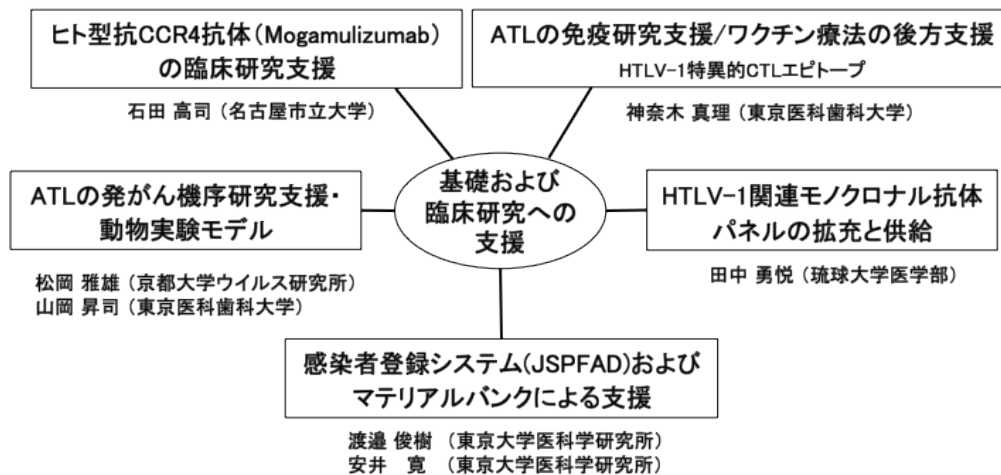 ヒト型抗CCR4抗体(Mogamulizumab)
の臨床研究支援
石田 高司 (名古屋市立大学)
ATLの免疫研究支援/ワクチン療法の後方支援
HTLV-1特異的CTLエピトープ
神奈木 真理 (東京医科歯科大学)
基礎および
臨床研究への
支援
ATLの発がん機序研究支援・
動物実験モデル
松岡 雅雄 (京都大学ウイルス研究所)
山岡 昇司 (東京医科歯科大学)
HTLV-1関連モノクロナル抗体
パネルの拡充と供給
田中 勇悦 (琉球大学医学部)
感染者登録システム(JSPFAD)および
マテリアルバンクによる支援
渡邉 俊樹 (東京大学医科学研究所)
安井 寛 (東京大学医科学研究所)